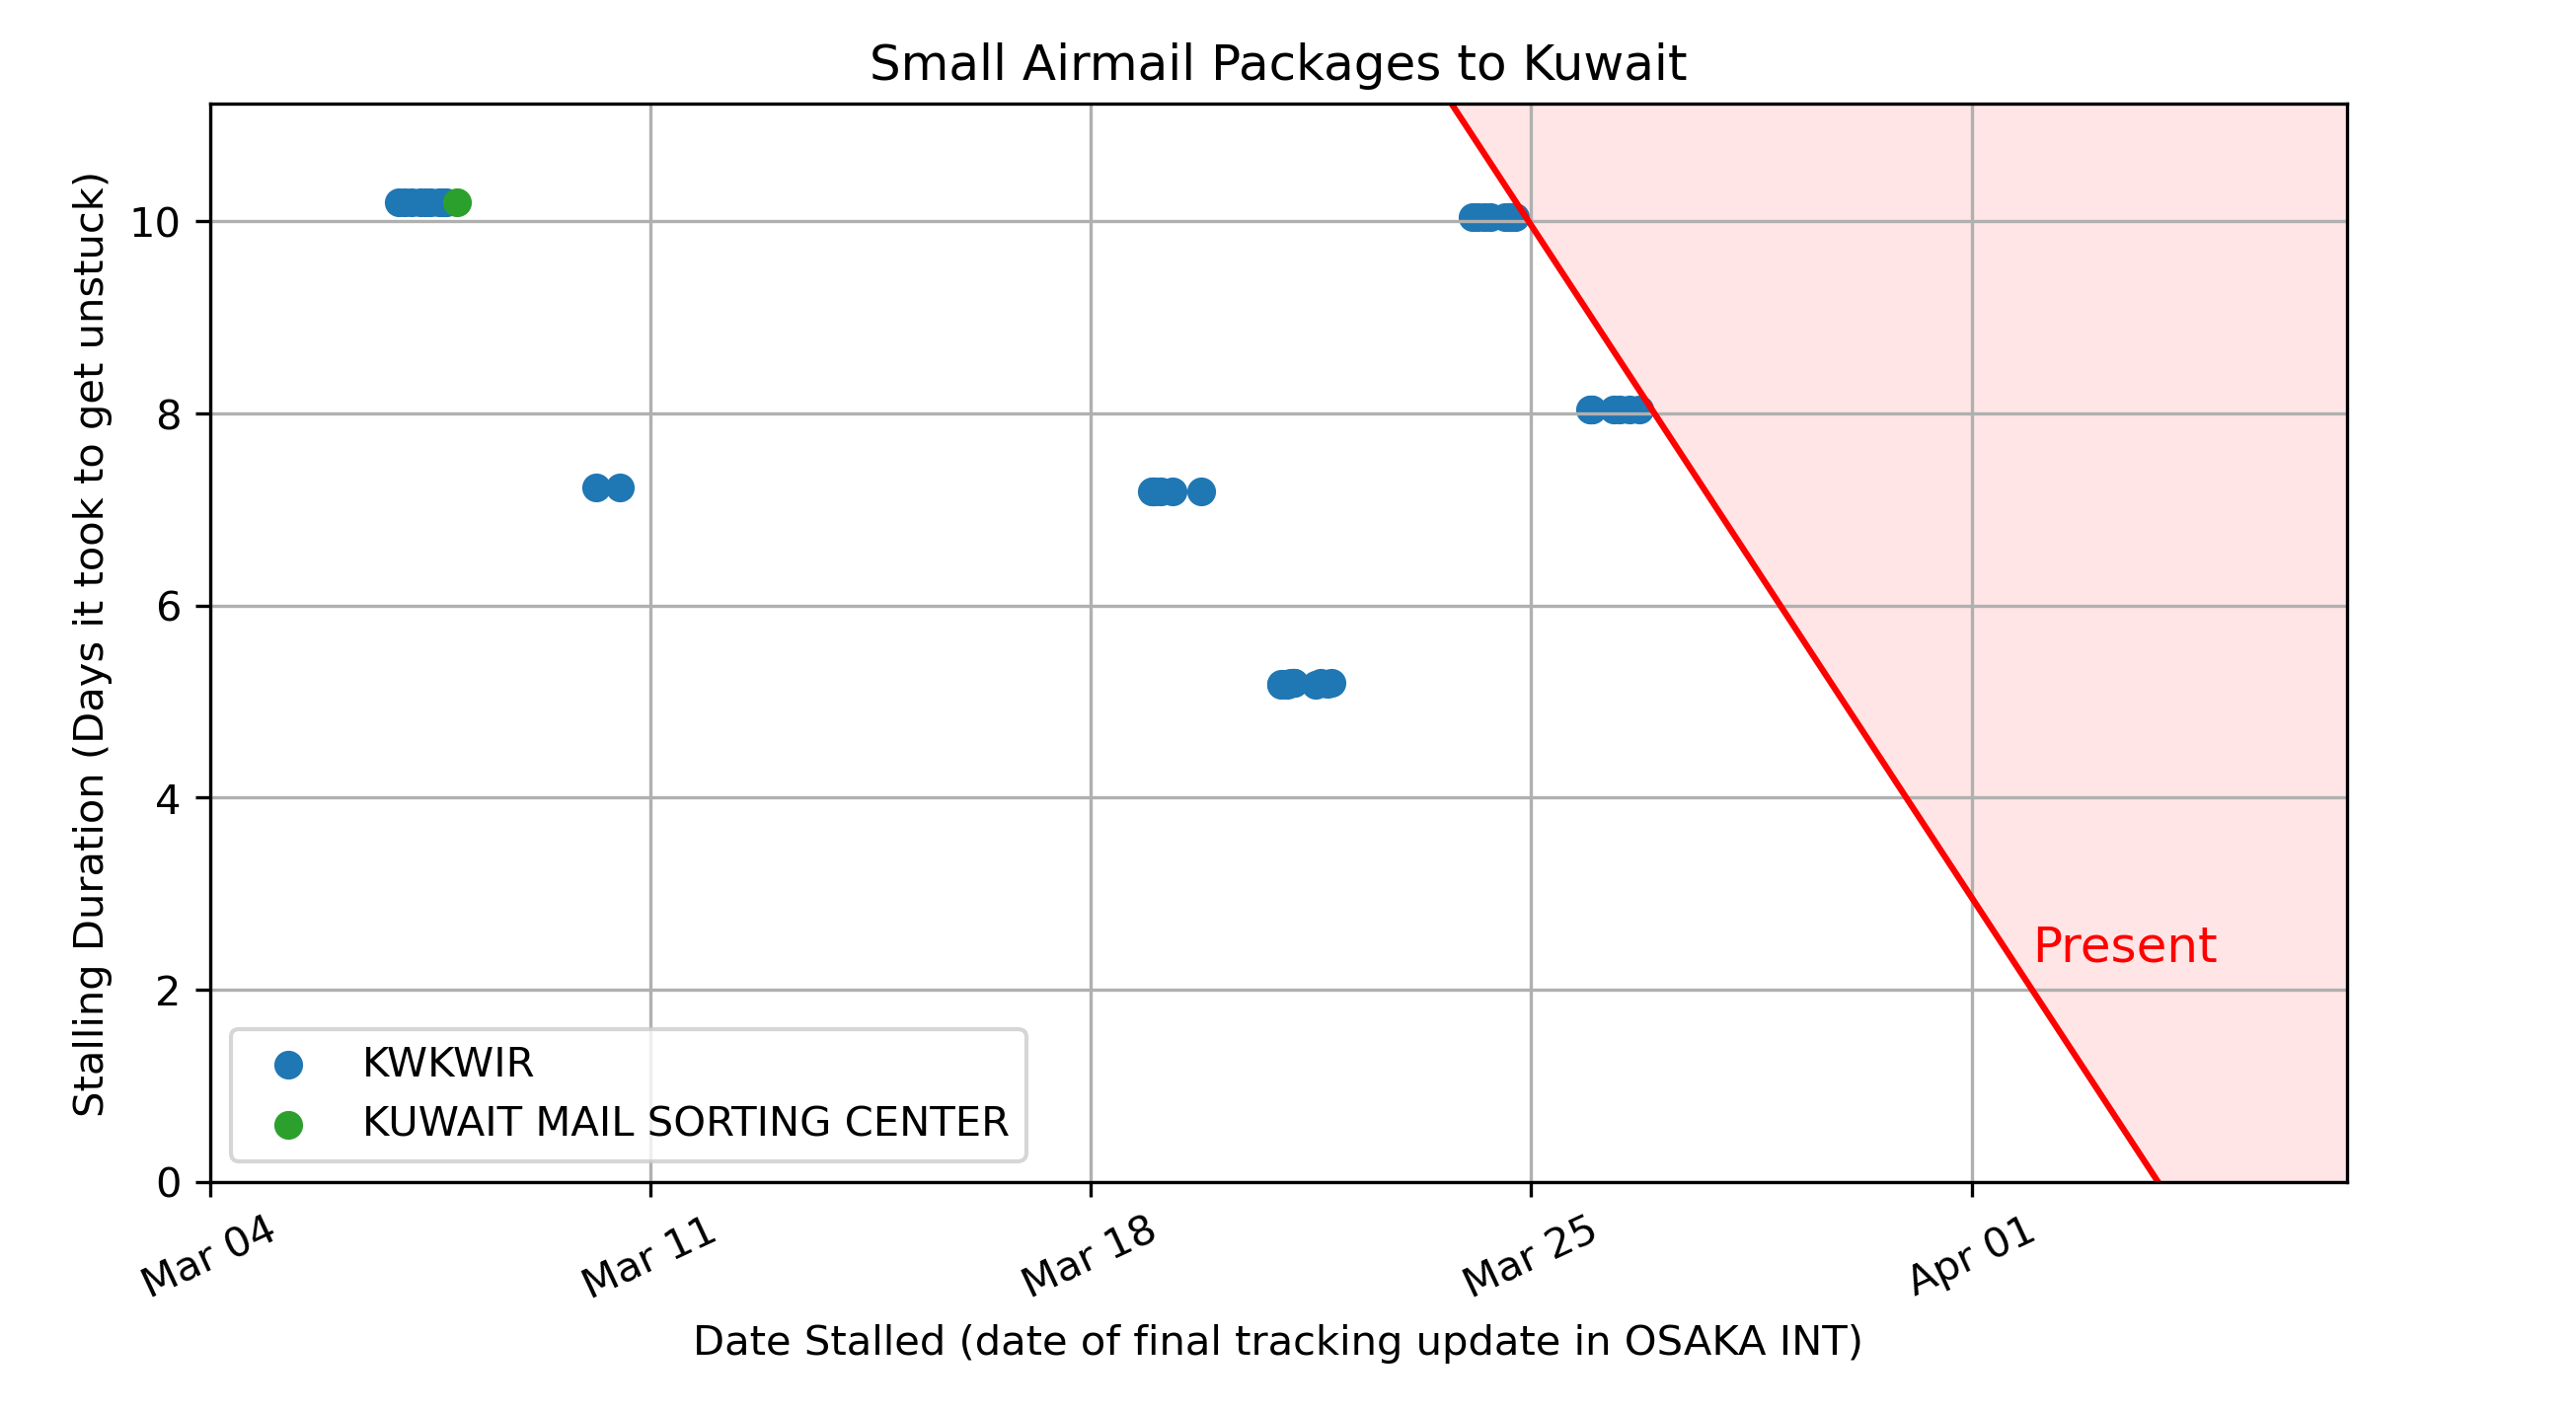 Small Airmail Packages to Kuwait
Stalling Duration (Days it took to get unstuck)
10
8
6
4
2
0
Present
KWKWIR
KUWAIT MAIL SORTING CENTER
Mar 04
Mar 11
Mar 18
Mar 25
Apr 01
Date Stalled (date of final tracking update in OSAKA INT)